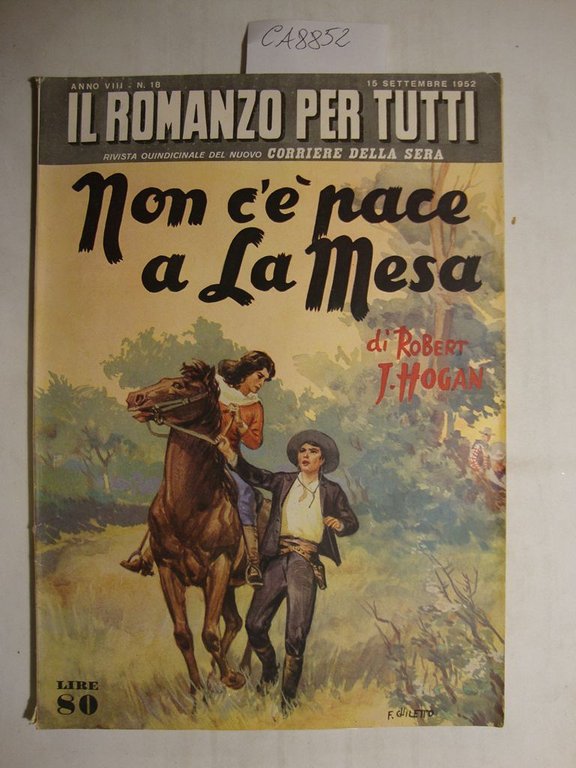 CA8852
ANNO VIII - N. 18 15 SETTEMBRE 1952
IL ROMANZO PER TUTTI
RIVISTA QUINDICINALE DEL NUOVO CORRIERE DELLA SERA
Non c'è pace
a La Mesa
di ROBERT
J. HOGAN
LIRE
80
F. CHILETTO